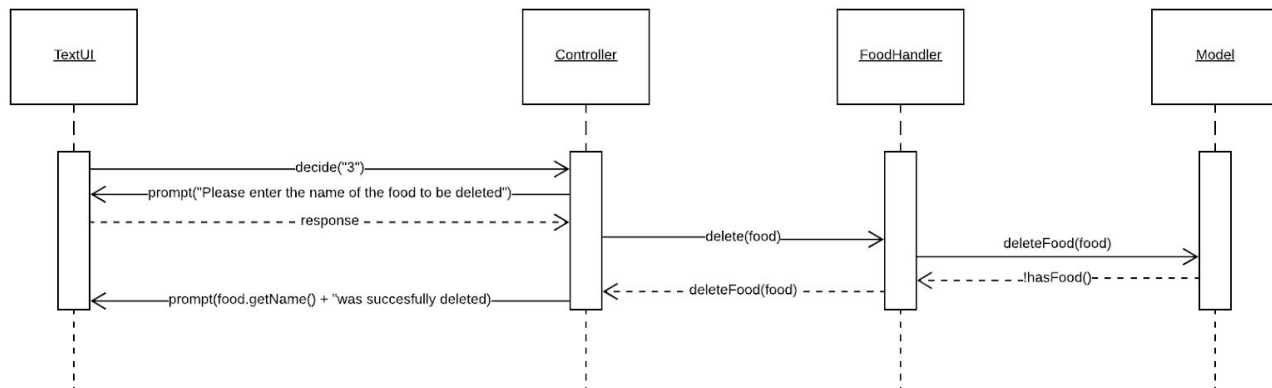 TextUI
Controller
FoodHandler
Model
decide("3")
prompt("Please enter the name of the food to be deleted")
response
delete(food)
deleteFood(food)
!hasFood()
deleteFood(food)
prompt(food.getName() + "was succesfully deleted)